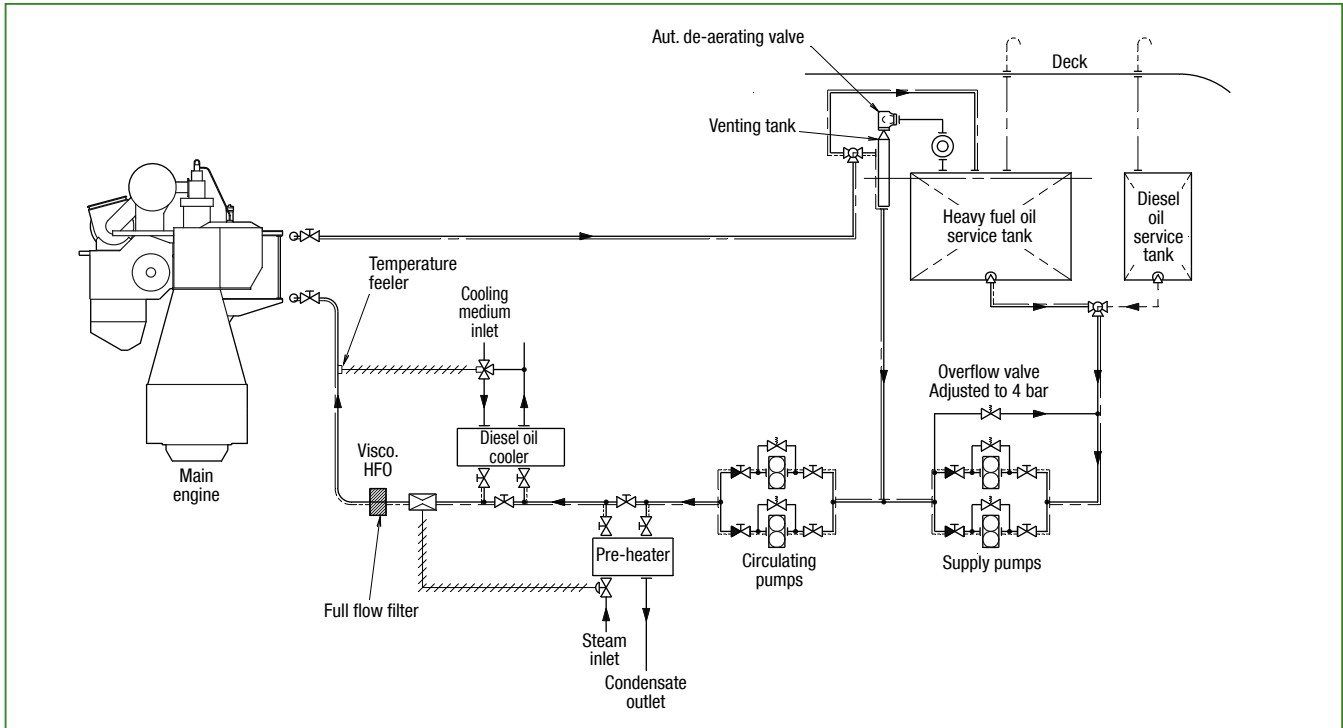 Aut. de-aerating valve
Deck
Venting tank
Heavy fuel oil
service tank
Diesel
oil
service
tank
Temperature
feeler
Cooling
medium
inlet
Overflow valve
Adjusted to 4 bar
Diesel oil
cooler
Visco.
HFO
Main
engine
Pre-heater
Circulating
pumps
Supply pumps
Full flow filter
Steam
inlet
Condensate
outlet